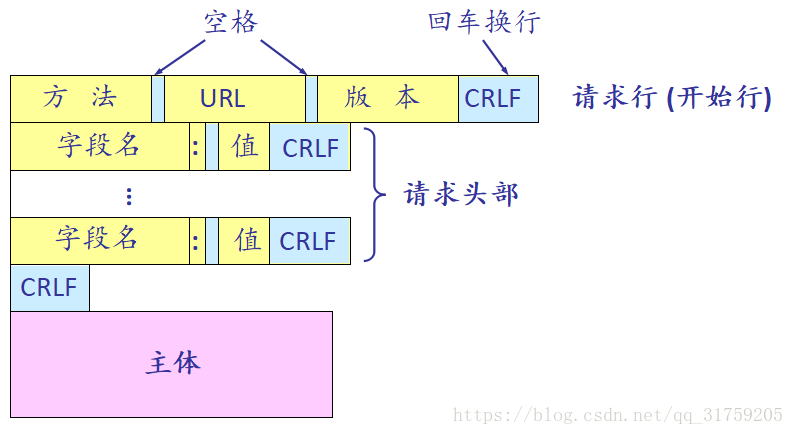 空格 回车换行
方 法 URL 版 本 CRLF 请求行 (开始行)
字段名 : 值 CRLF
⋮ 请求头部
字段名 : 值 CRLF
CRLF
主体
https://blog.csdn.net/qq_31759205